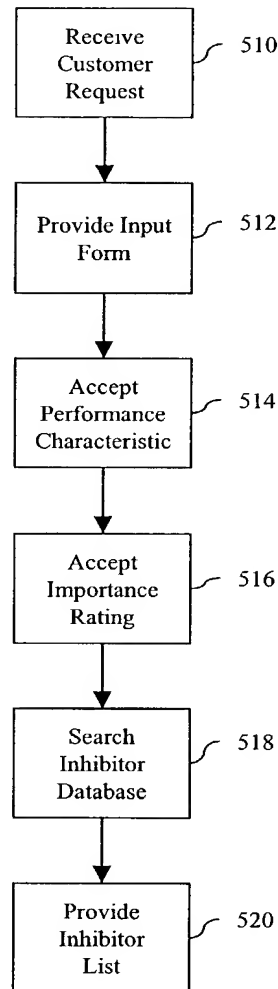 Receive
Customer
Request
510
Provide Input
Form
512
Accept
Performance
Characteristic
514
Accept
Importance
Rating
516
Search
Inhibitor
Database
518
Provide
Inhibitor
List
520